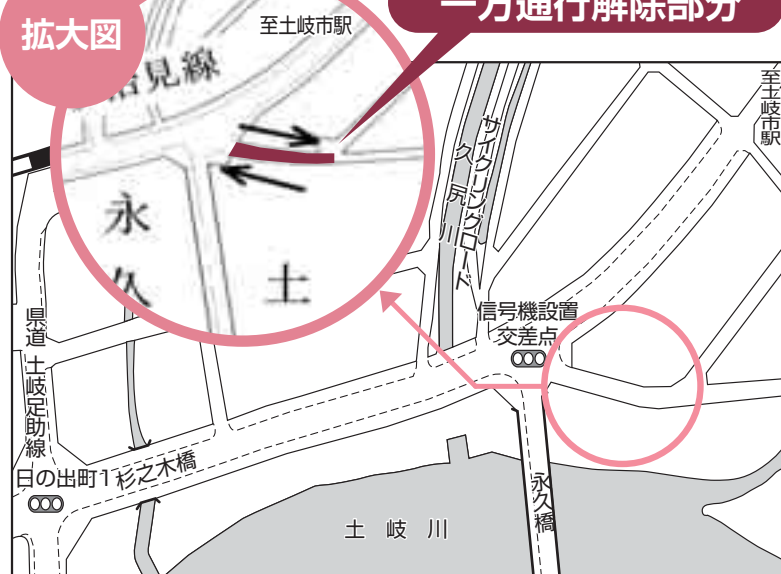 拡大図
一方通行解除部分
至土岐市駅
見線
永久
土
至土岐市駅
サイクリングロード
久尻川
信号機設置
交差点
県道 土岐足助線
日の出町1
杉之木橋
永久橋
土岐川